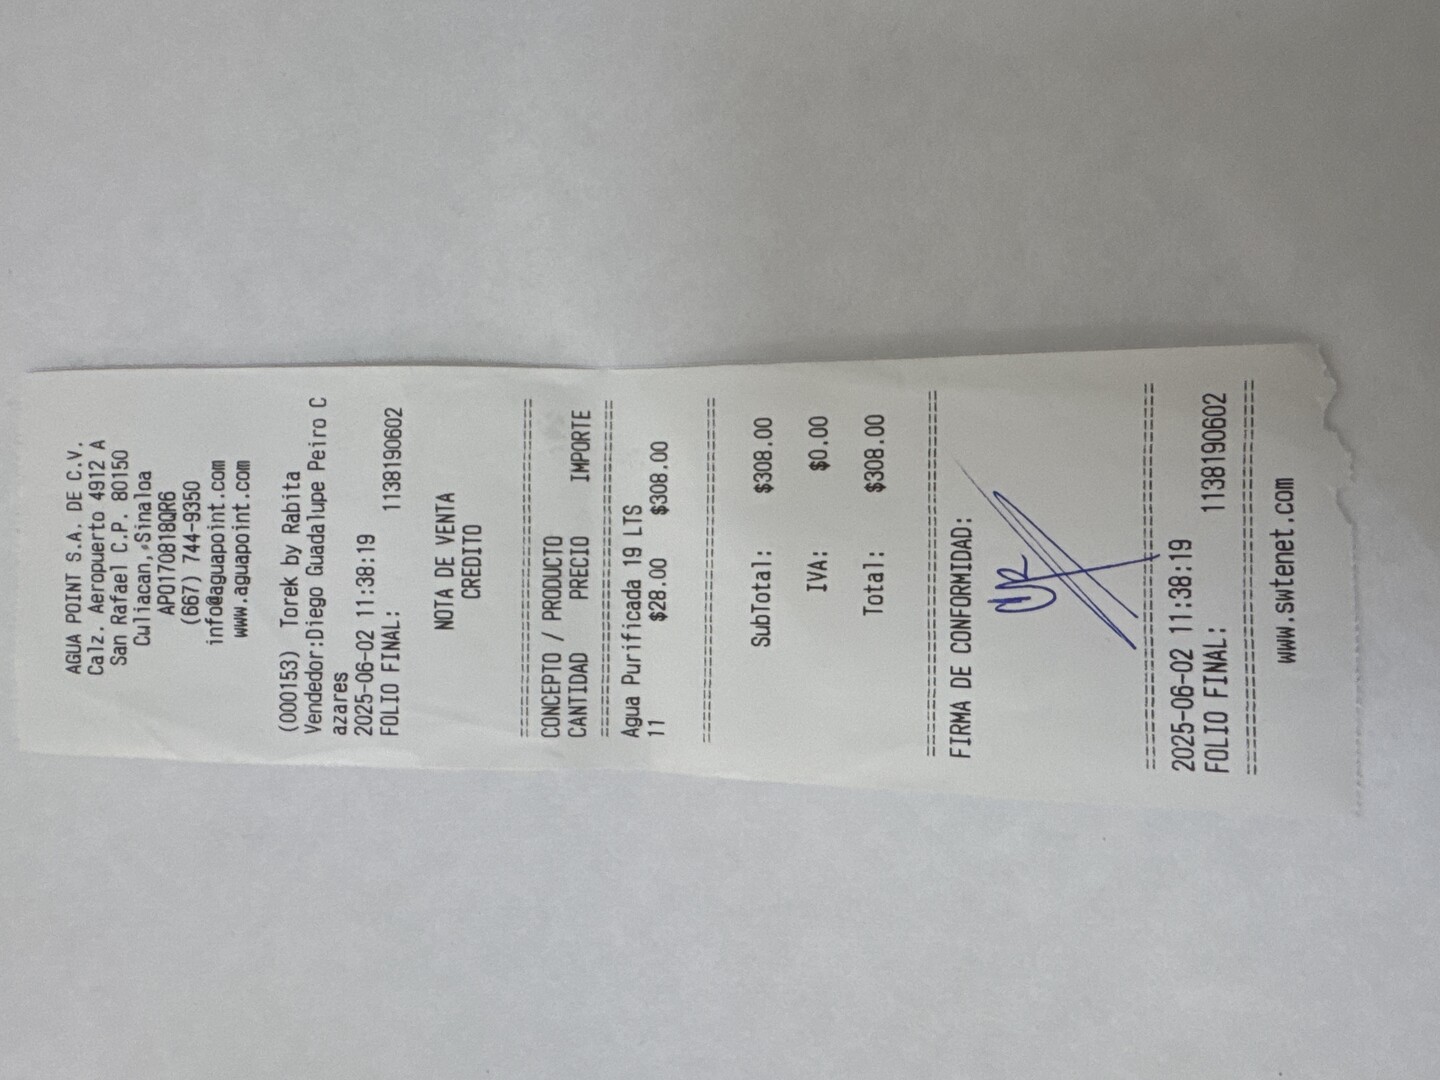 AGUA POINT S.A. DE C.V.
Calz. Aeropuerto 4912 A
San Rafael C.P. 80150
Culiacan, Sinaloa
APO170818QR6
(667) 744-9350
info@aguapoint.com
www.aguapoint.com
(000153) Torek by Rabita
Vendedor:Diego Guadalupe Peiro C
azares
2025-06-02 11:38:19
FOLIO FINAL: 1138190602
NOTA DE VENTA
CREDITO
================================
CONCEPTO / PRODUCTO
CANTIDAD PRECIO IMPORTE
================================
Agua Purificada 19 LTS
11 $28.00 $308.00
================================
SubTotal: $308.00
IVA: $0.00
Total: $308.00
================================
FIRMA DE CONFORMIDAD:
================================
2025-06-02 11:38:19
FOLIO FINAL: 1138190602
================================
www.swtenet.com